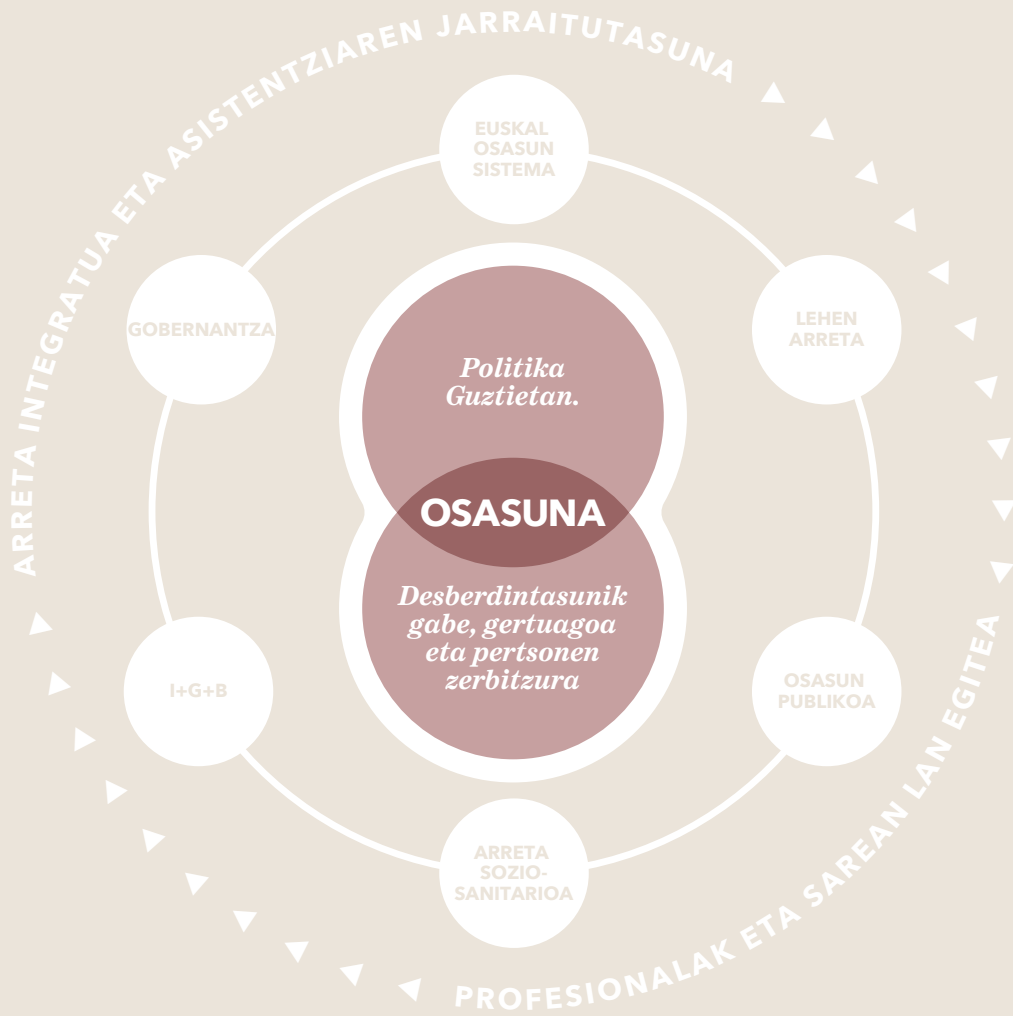 ARRETA INTEGRATUA ETA ASISTENTZIAREN JARRAITUTASUNA
EUSKAL
OSASUN
SISTEMA
GOBERNANTZA
LEHEN
ARRETA
Politika
Guztietan.
OSASUNA
Desberdintasunik
gabe, gertuagoa
eta pertsonen
zerbitzura
I+G+B
OSASUN
PUBLIKOA
ARRETA
SOZIO-
SANITARIOA
PROFESIONALAK ETA SAREAN LAN EGITEA